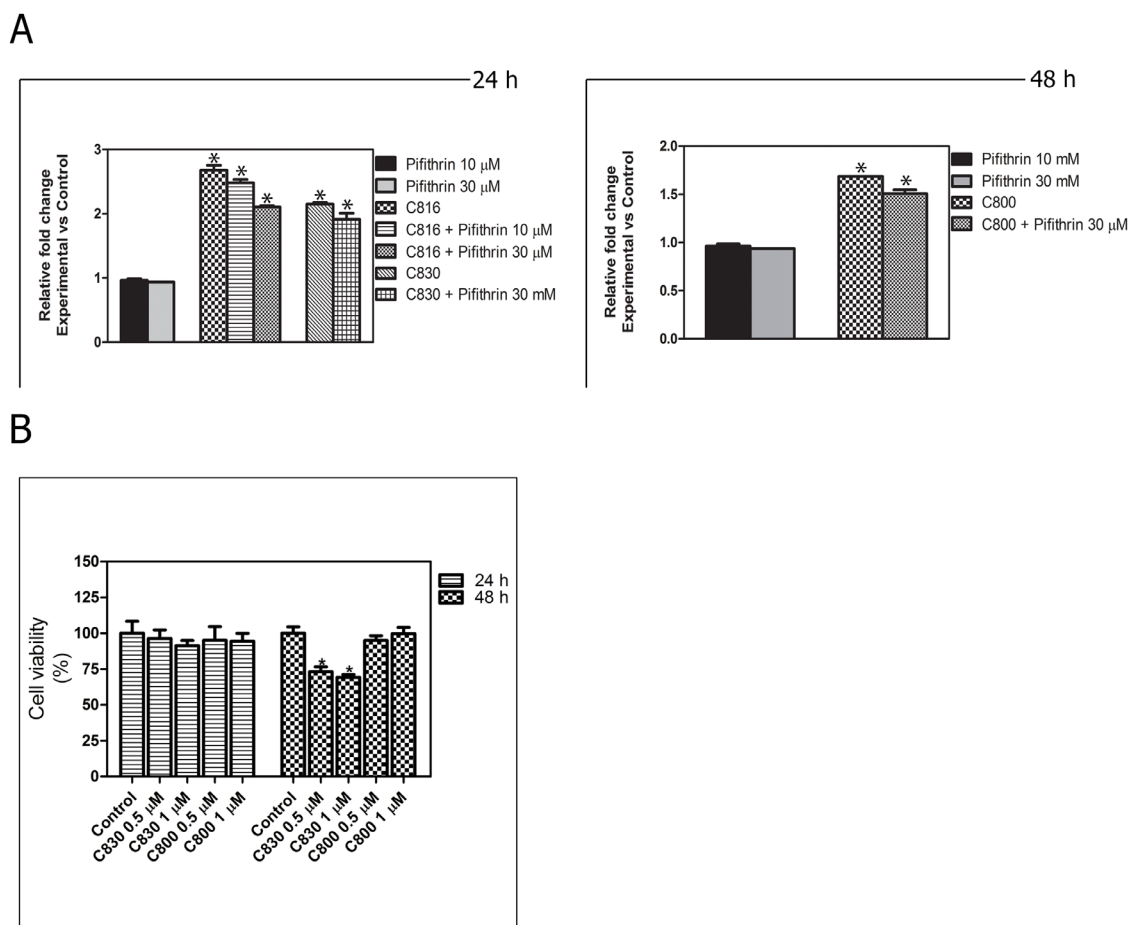 A
24 h
Relative fold change
Experimental vs Control
3
2
1
0
*
*
*
*
*
Pifithrin 10 µM
Pifithrin 30 µM
C816
C816 + Pifithrin 10 µM
C816 + Pifithrin 30 µM
C830
C830 + Pifithrin 30 mM
48 h
Relative fold change
Experimental vs Control
2.0
1.5
1.0
0.5
0.0
*
*
Pifithrin 10 mM
Pifithrin 30 mM
C800
C800 + Pifithrin 30 µM
B
Cell viability
(%)
150
125
100
75
50
25
0
*
*
24 h
48 h
Control
C830 0.5 µM
C830 1 µM
C800 0.5 µM
C800 1 µM
Control
C830 0.5 µM
C830 1 µM
C800 0.5 µM
C800 1 µM